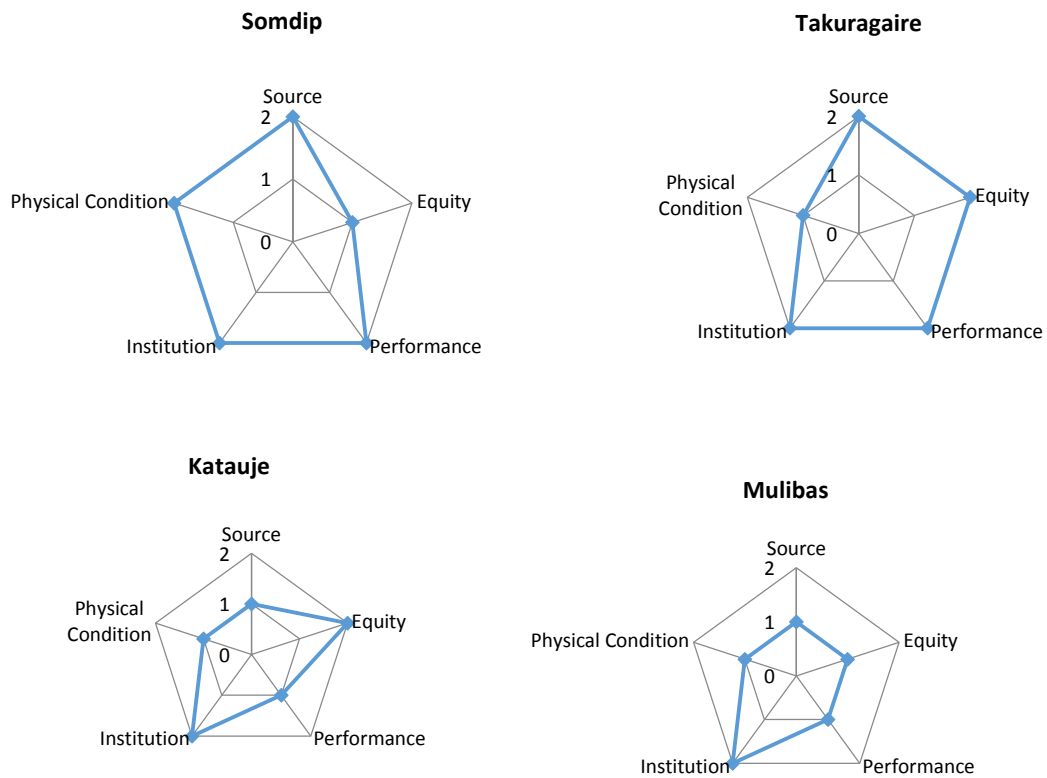 Somdip
Source
2
1
0
Physical Condition
Equity
Institution
Performance
Takuragaire
Source
2
1
0
Physical
Condition
Equity
Institution
Performance
Katauje
Source
2
1
0
Physical
Condition
Equity
Institution
Performance
Mulibas
Source
2
1
0
Physical Condition
Equity
Institution
Performance